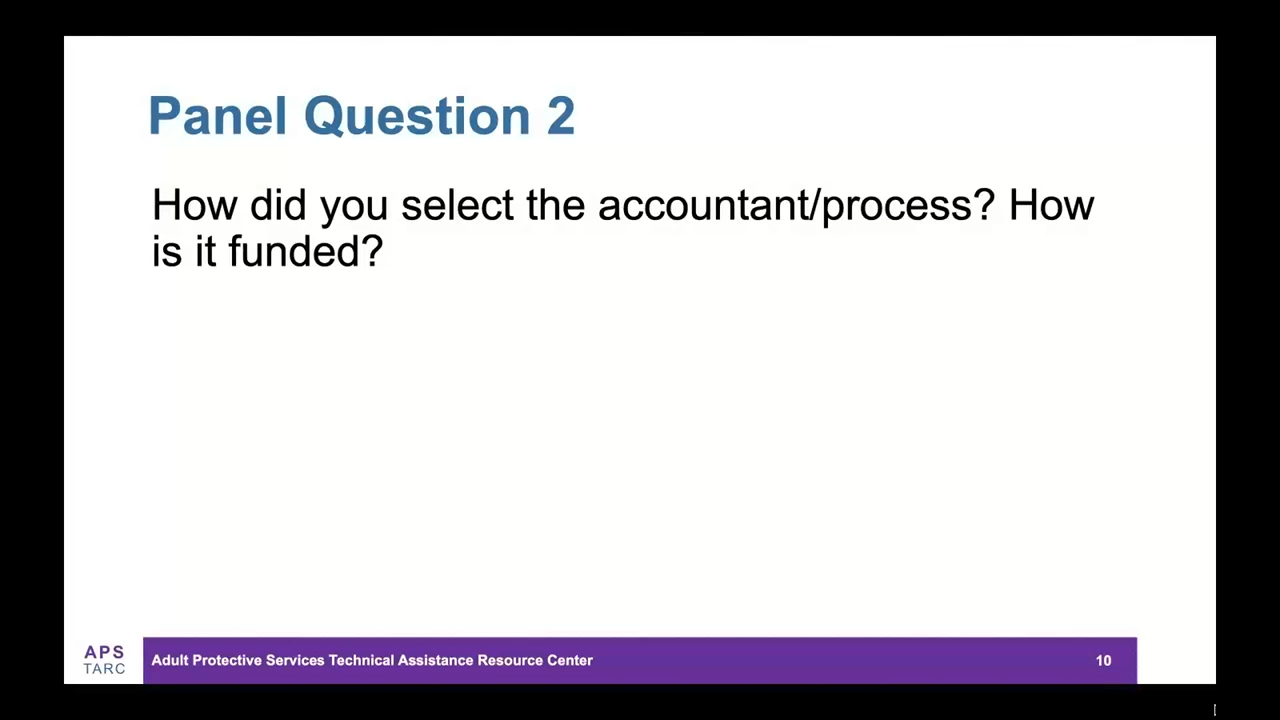 Panel Question 2
How did you select the accountant/process? How
is it funded?
APS
TARC
Adult Protective Services Technical Assistance Resource Center
10